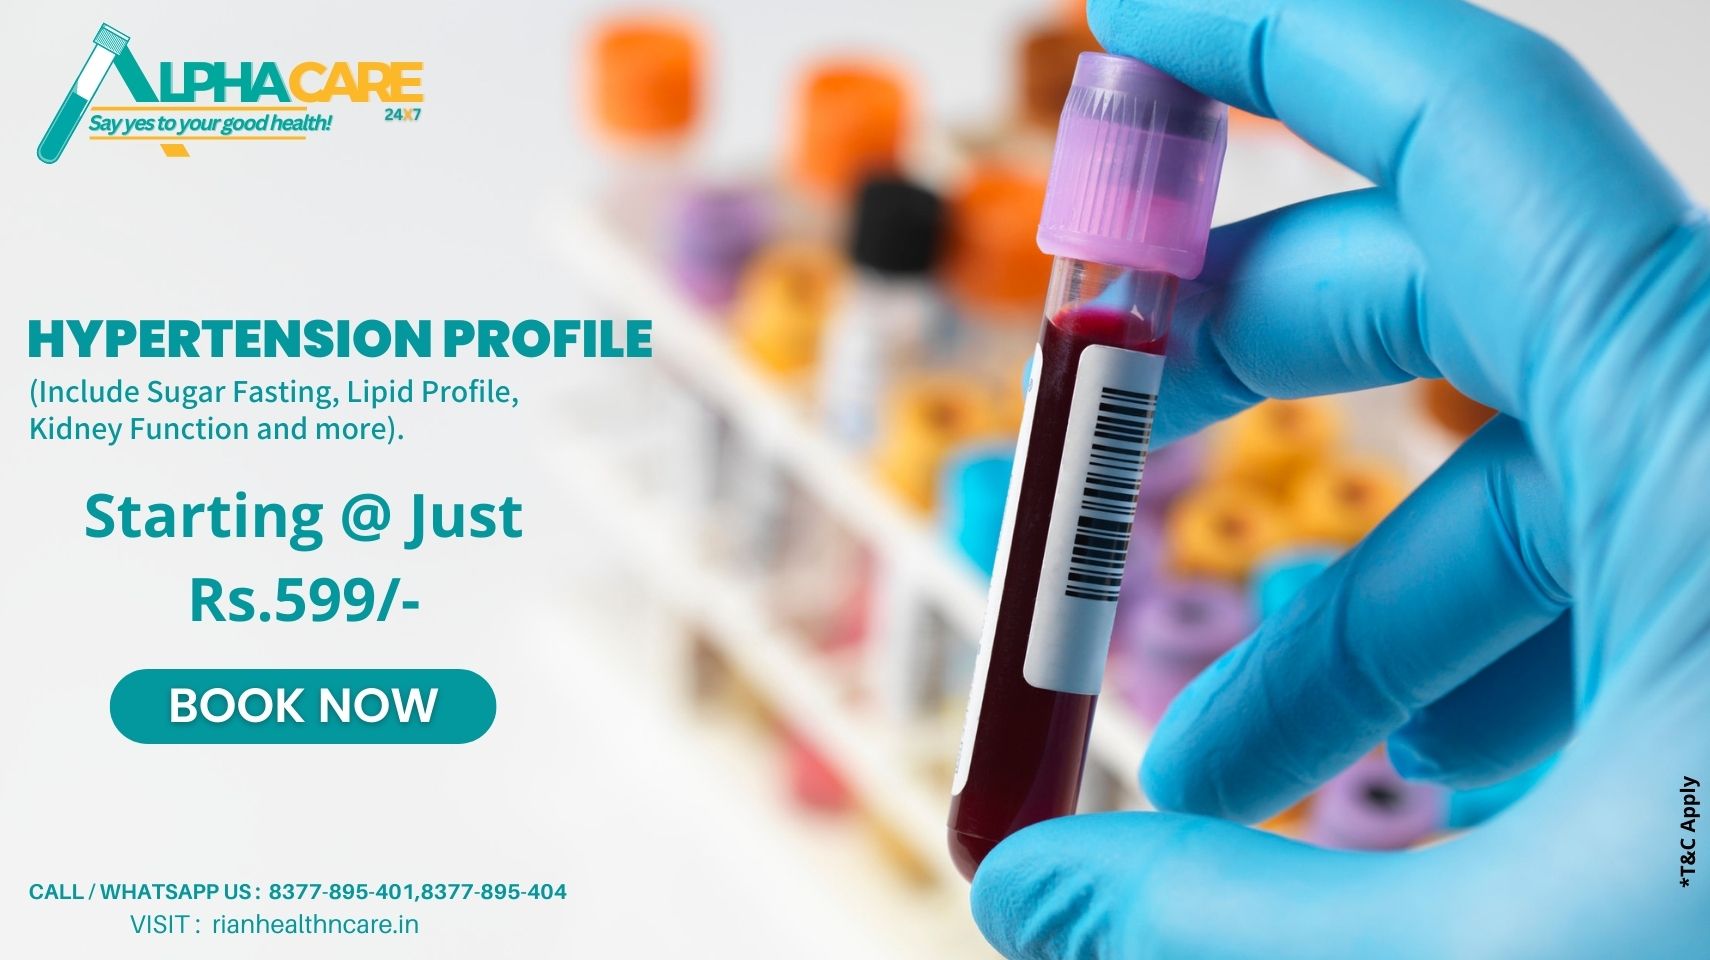 ALPHACARE
24X7
Say yes to your good health!
HYPERTENSION PROFILE
(Include Sugar Fasting, Lipid Profile,
Kidney Function and more).
Starting @ Just
Rs.599/-
BOOK NOW
CALL / WHATSAPP US : 8377-895-401,8377-895-404
VISIT : rianhealthncare.in
*T&C Apply